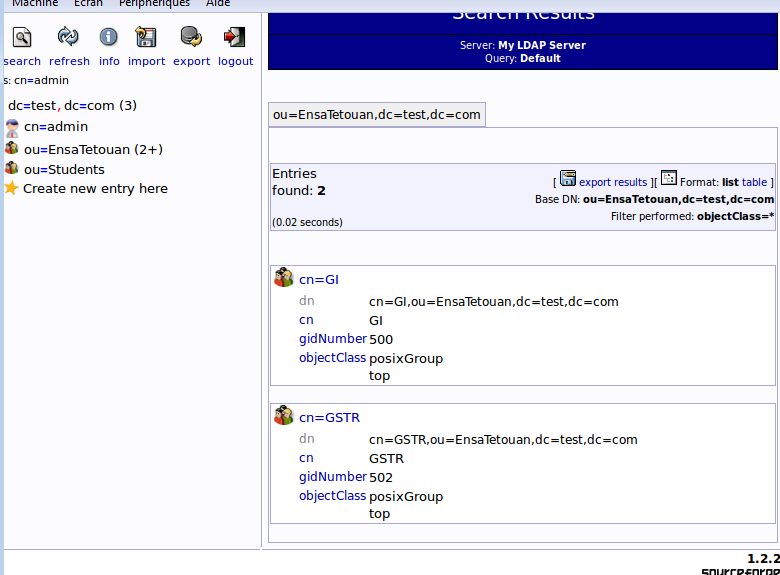 Machine Ecran Périphériques Aide
Search Results
Server: My LDAP Server
Query: Default
search refresh info import export logout
s: cn=admin
dc=test, dc=com (3)
cn=admin
ou=EnsaTetouan (2+)
ou=Students
Create new entry here
ou=EnsaTetouan,dc=test,dc=com
Entries
found: 2
[ export results ][ Format: list table ]
Base DN: ou=EnsaTetouan,dc=test,dc=com
Filter performed: objectClass=*
(0.02 seconds)
cn=GI
dn cn=GI,ou=EnsaTetouan,dc=test,dc=com
cn GI
gidNumber 500
objectClass posixGroup
top
cn=GSTR
dn cn=GSTR,ou=EnsaTetouan,dc=test,dc=com
cn GSTR
gidNumber 502
objectClass posixGroup
top
1.2.2
sourceforge